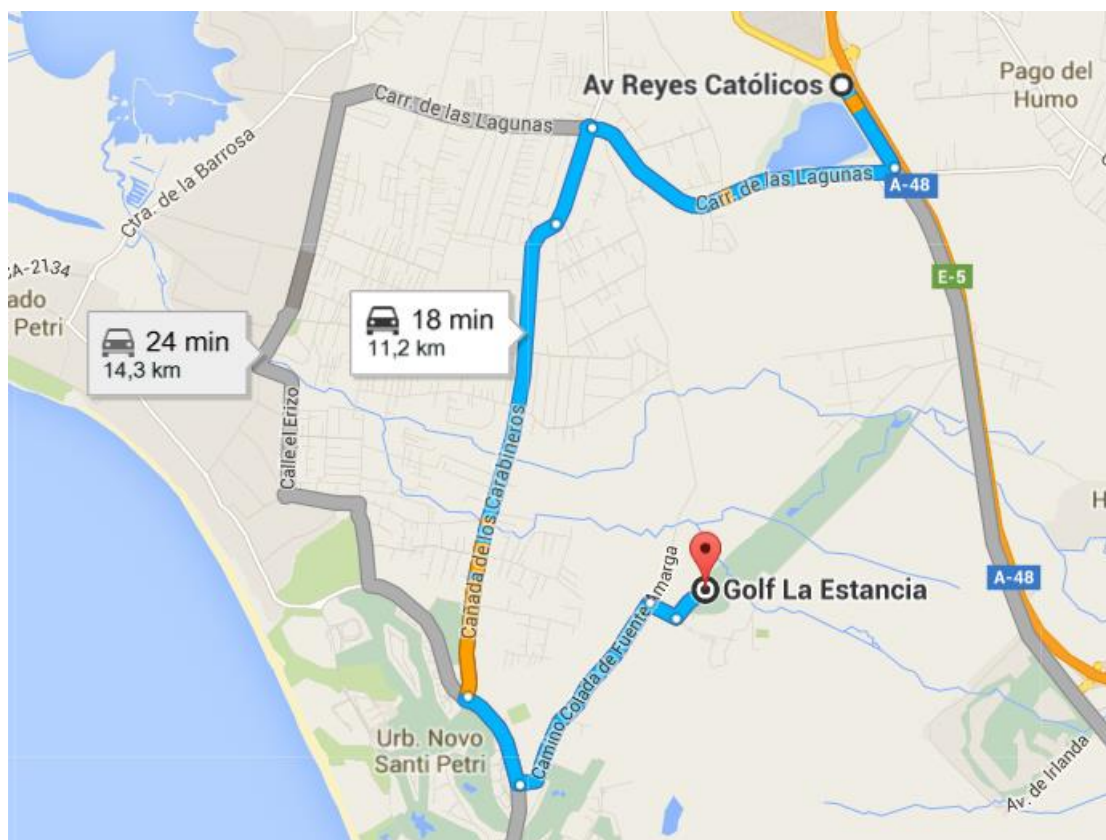 Av Reyes Católicos
Pago del
Humo
Carr. de las Lagunas
Carr. de las Lagunas
A-48
Ctra. de la Barrosa
CA-2134
ado
Petri
E-5
24 min
14,3 km
18 min
11,2 km
Calle el Erizo
Cañada de los Carabineros
H
A-48
Golf La Estancia
Camino Colada de Fuente Amarga
Urb. Novo
Santi Petri
Av. de Irlanda